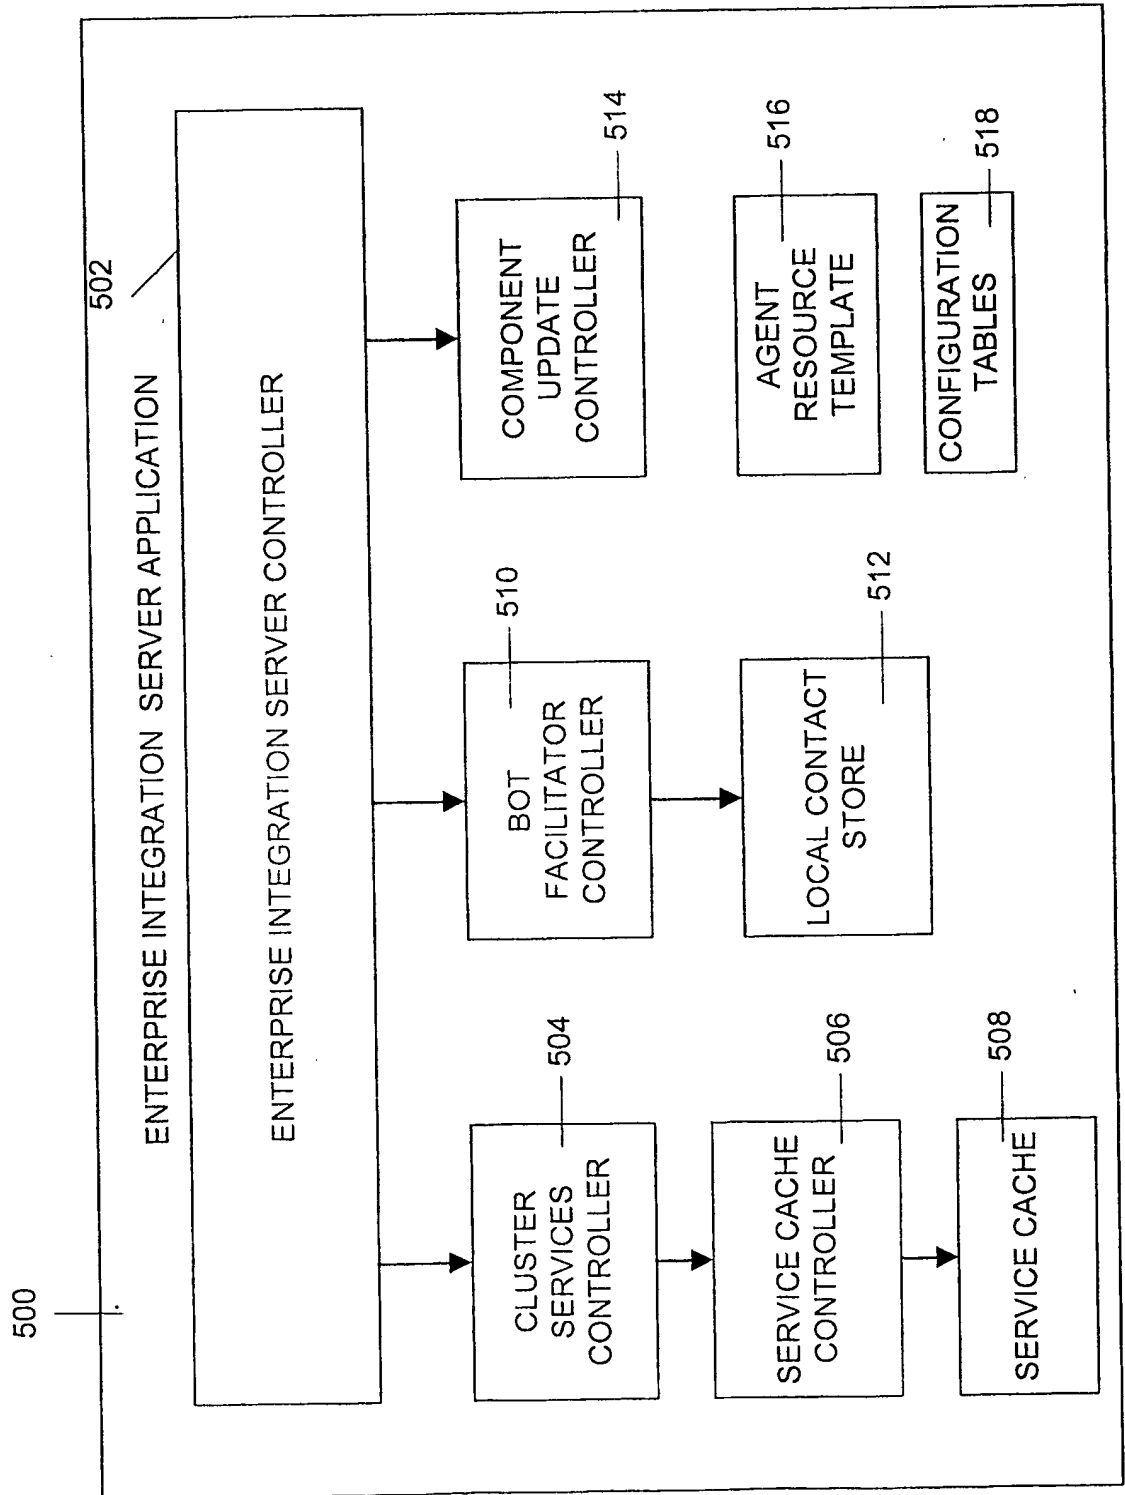 500
ENTERPRISE INTEGRATION SERVER APPLICATION
502
ENTERPRISE INTEGRATION SERVER CONTROLLER
CLUSTER
SERVICES
CONTROLLER
504
SERVICE CACHE
CONTROLLER
506
SERVICE CACHE
508
BOT
FACILITATOR
CONTROLLER
510
LOCAL CONTACT
STORE
512
COMPONENT
UPDATE
CONTROLLER
514
AGENT
RESOURCE
TEMPLATE
516
CONFIGURATION
TABLES
518